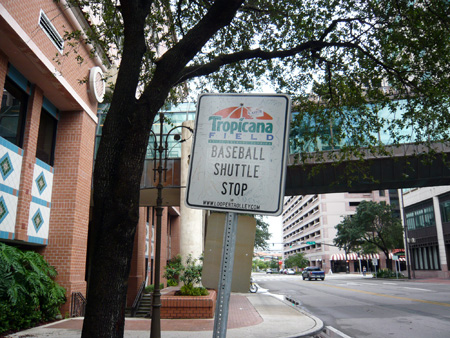 Tropicana
FIELD
BASEBALL
SHUTTLE
STOP
WWW.LOOPERTROLLEY.COM